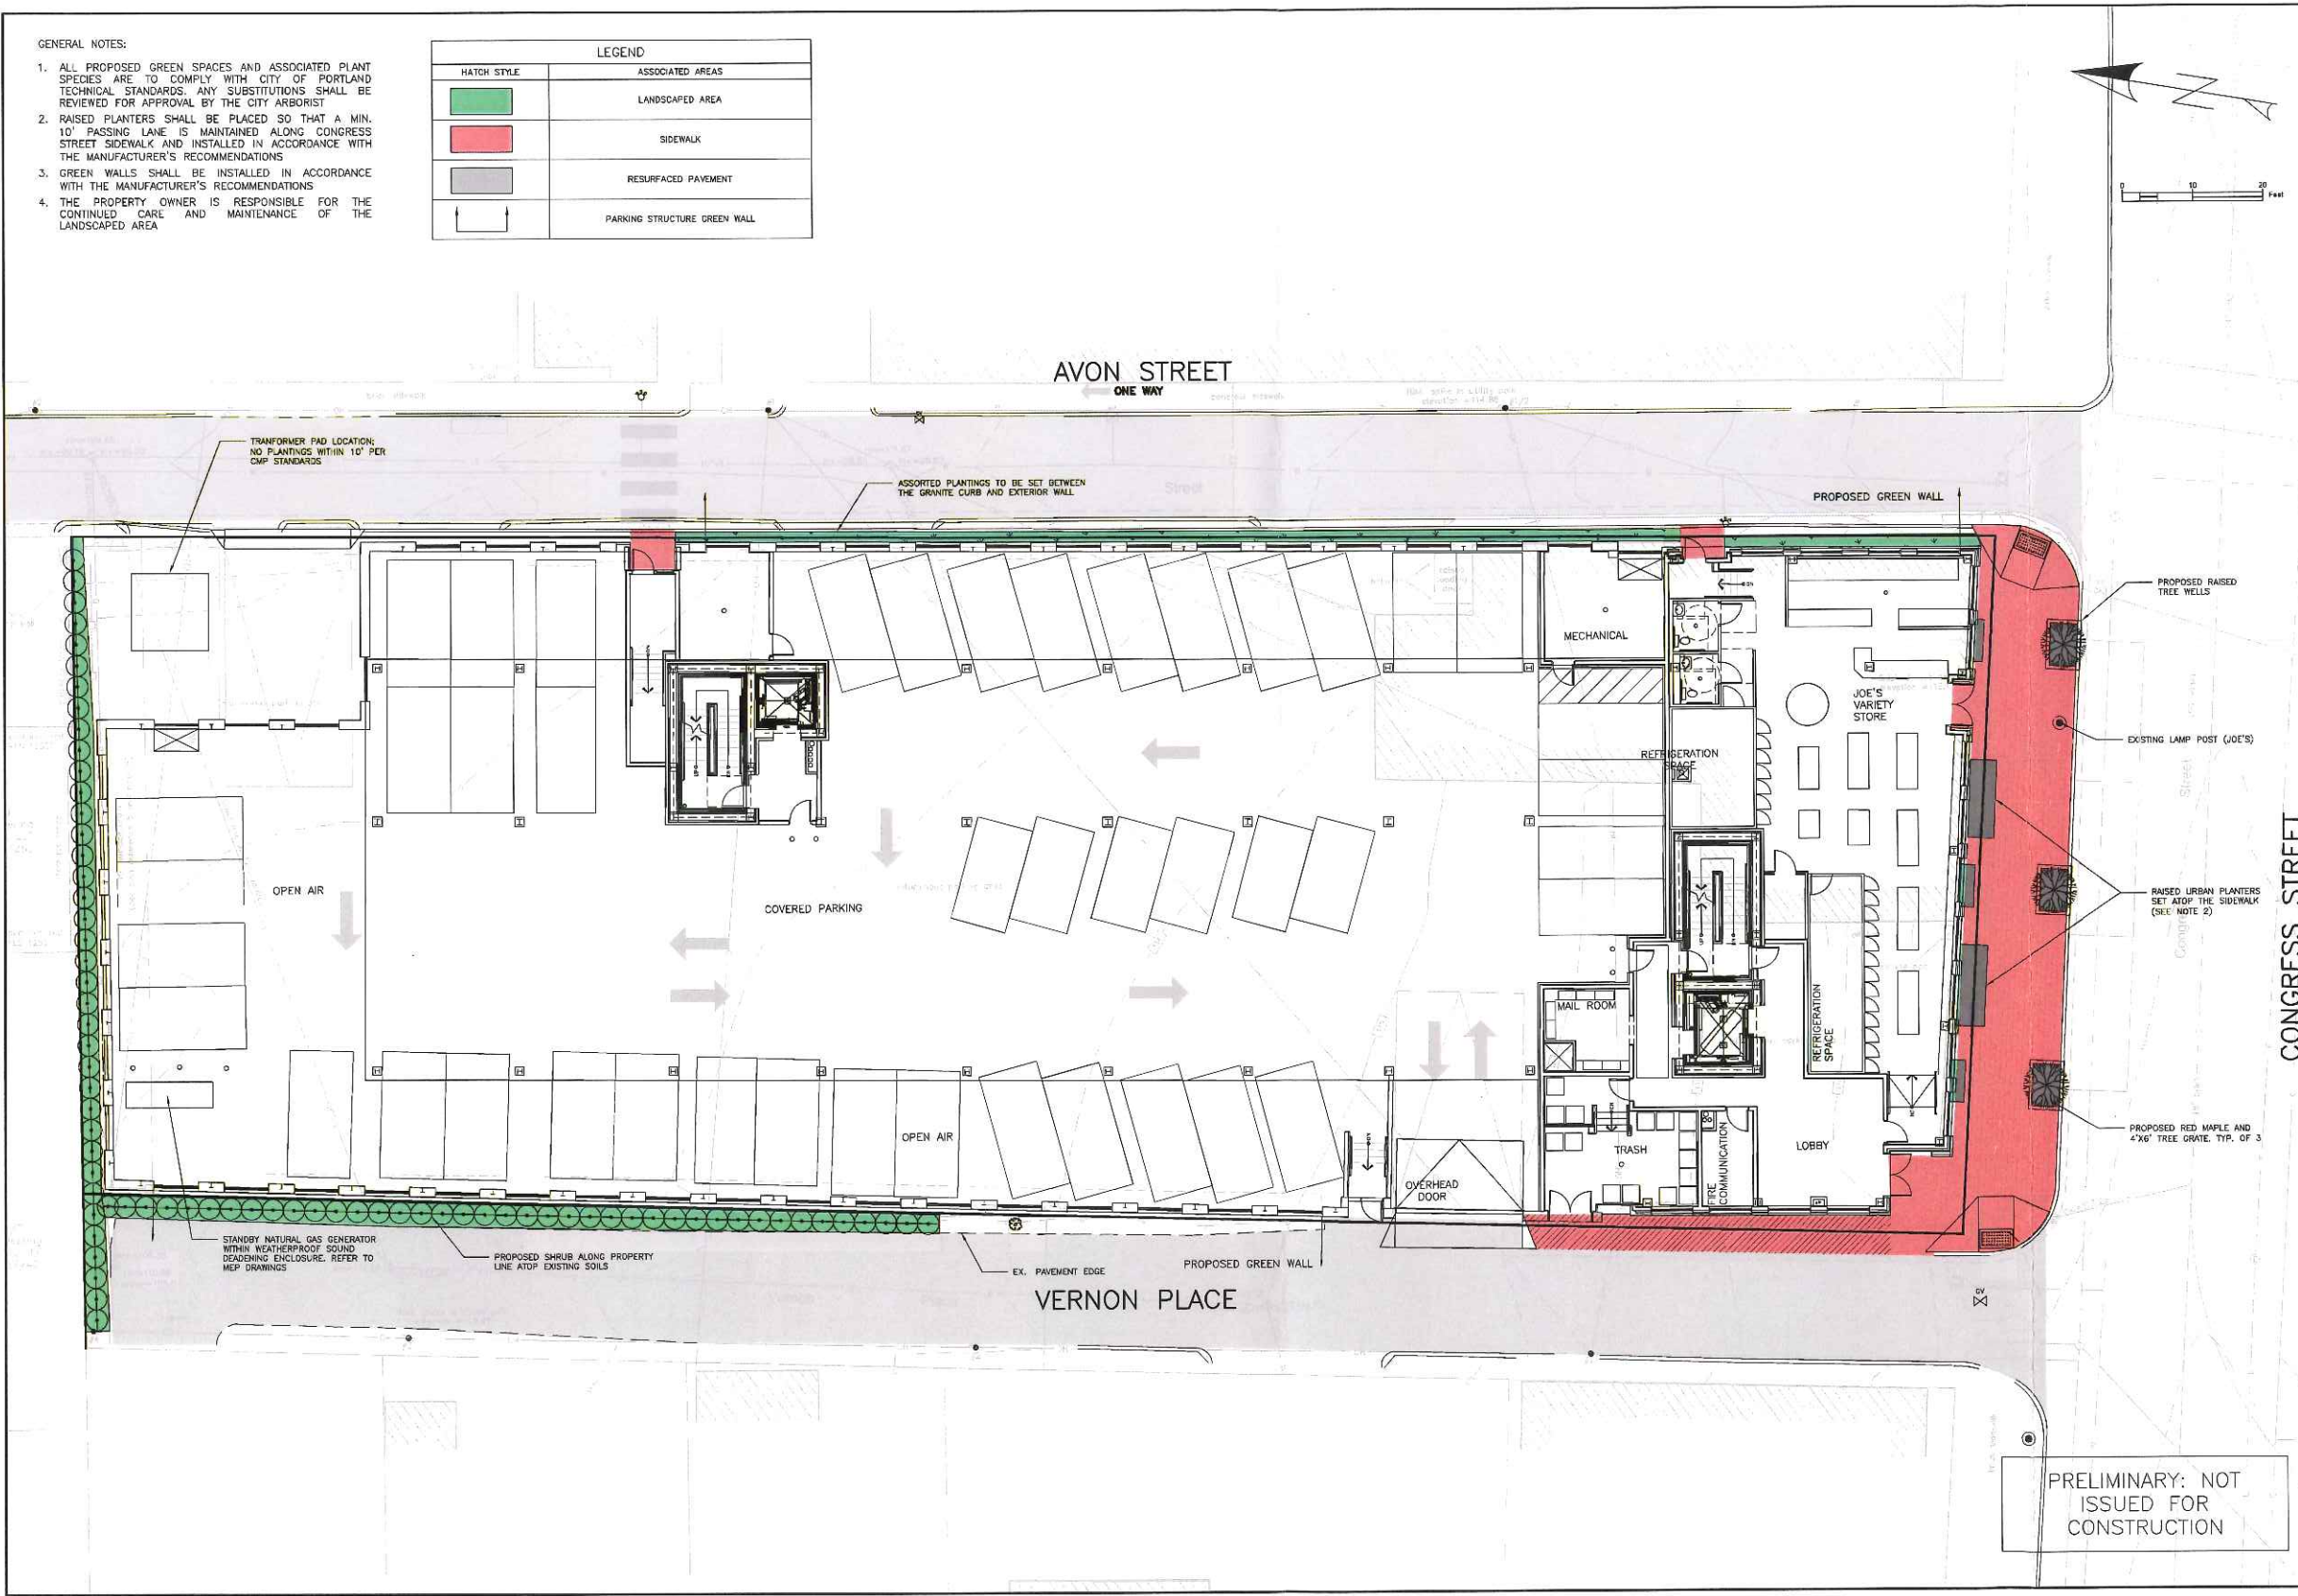 GENERAL NOTES:
1. ALL PROPOSED GREEN SPACES AND ASSOCIATED PLANT
SPECIES ARE TO COMPLY WITH CITY OF PORTLAND
TECHNICAL STANDARDS. ANY SUBSTITUTIONS SHALL BE
REVIEWED FOR APPROVAL BY THE CITY ARBORIST
2. RAISED PLANTERS SHALL BE PLACED SO THAT A MIN.
10' PASSING LANE IS MAINTAINED ALONG CONGRESS
STREET SIDEWALK AND INSTALLED IN ACCORDANCE WITH
THE MANUFACTURER'S RECOMMENDATIONS
3. GREEN WALLS SHALL BE INSTALLED IN ACCORDANCE
WITH THE MANUFACTURER'S RECOMMENDATIONS
4. THE PROPERTY OWNER IS RESPONSIBLE FOR THE
CONTINUED CARE AND MAINTENANCE OF THE
LANDSCAPED AREA
LEGEND
HATCH STYLE ASSOCIATED AREAS
LANDSCAPED AREA
SIDEWALK
RESURFACED PAVEMENT
PARKING STRUCTURE GREEN WALL
N
0 10 20 Feet
AVON STREET
ONE WAY
TRANFORMER PAD LOCATION;
NO PLANTINGS WITHIN 10' PER
CMP STANDARDS
ASSORTED PLANTINGS TO BE SET BETWEEN
THE GRANITE CURB AND EXTERIOR WALL
Street
PROPOSED GREEN WALL
PROPOSED RAISED
TREE WELLS
MECHANICAL
JOE'S
VARIETY
STORE
EXISTING LAMP POST (JOE'S)
REFRIGERATION
SPACE
OPEN AIR
COVERED PARKING
RAISED URBAN PLANTERS
SET ATOP THE SIDEWALK
(SEE NOTE 2)
Street
CONGRESS STREET
MAIL ROOM
REFRIGERATION
SPACE
OPEN AIR
TRASH
FIRE
COMMUNICATION
LOBBY
PROPOSED RED MAPLE AND
4'X6' TREE GRATE, TYP. OF 3
OVERHEAD
DOOR
STANDBY NATURAL GAS GENERATOR
WITHIN WEATHERPROOF SOUND
DEADENING ENCLOSURE. REFER TO
MEP DRAWINGS
PROPOSED SHRUB ALONG PROPERTY
LINE ATOP EXISTING SOILS
EX. PAVEMENT EDGE
PROPOSED GREEN WALL
VERNON PLACE
GV
PRELIMINARY: NOT
ISSUED FOR
CONSTRUCTION